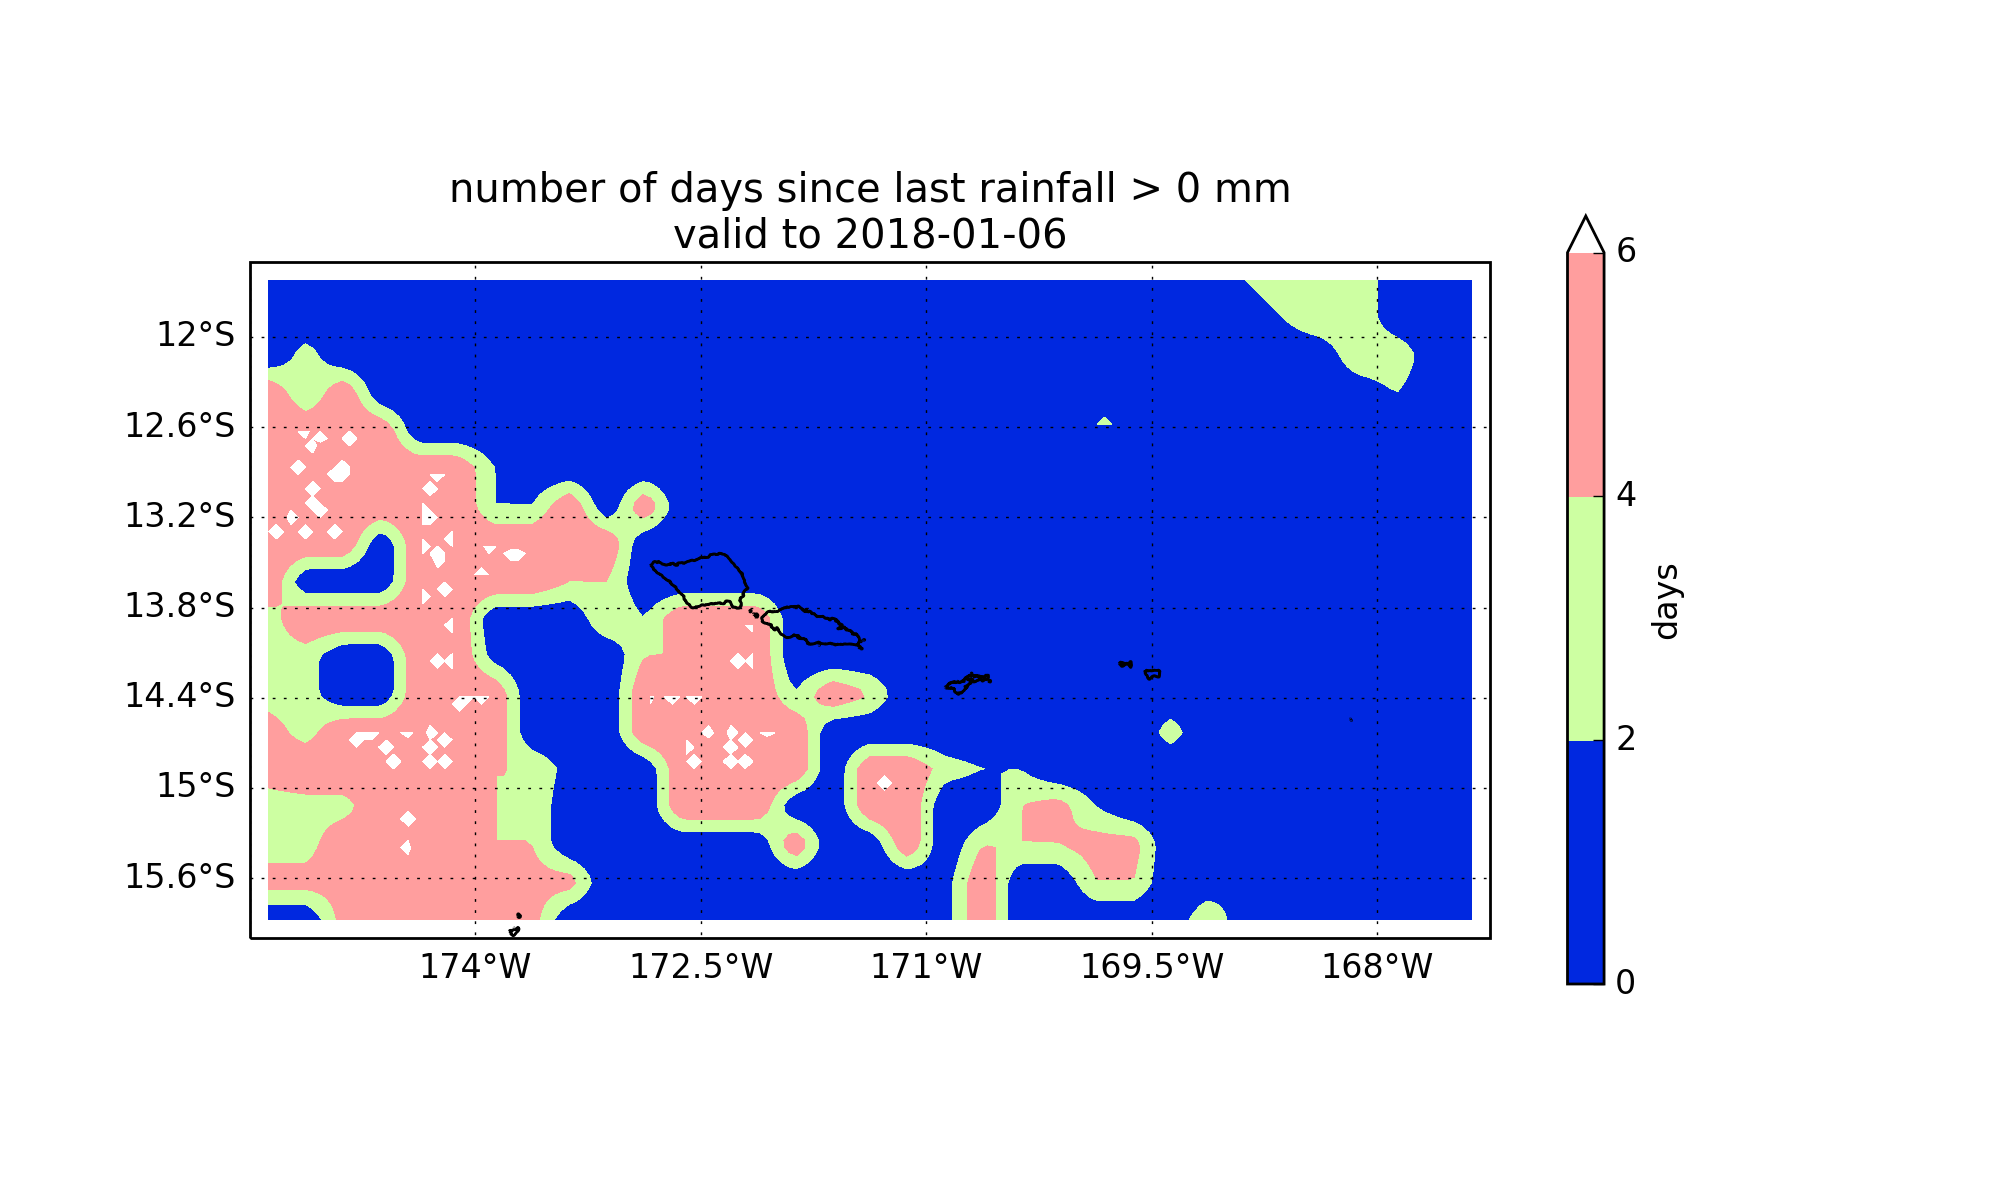 number of days since last rainfall > 0 mm
valid to 2018-01-06
12°S
12.6°S
13.2°S
13.8°S
14.4°S
15°S
15.6°S
174°W
172.5°W
171°W
169.5°W
168°W
6
4
2
0
days